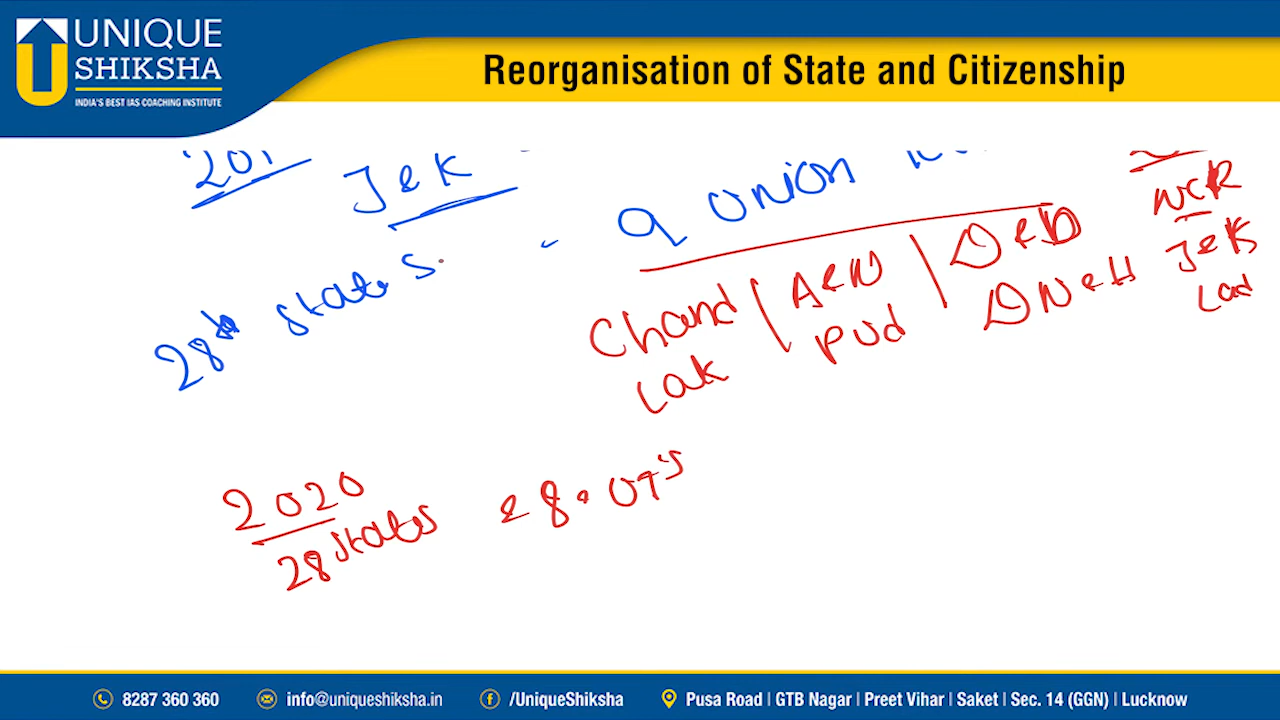 UNIQUE
SHIKSHA
INDIA'S BEST IAS COACHING INSTITUTE
Reorganisation of State and Citizenship
201
J&K
9 union
NCR
J&K
Lad
28 states
Chand
Lak
A&N
PUD
D&D
DN&H
2020
28 states & 8 UT's
8287 360 360
info@uniqueshiksha.in
/UniqueShiksha
Pusa Road | GTB Nagar | Preet Vihar | Saket | Sec. 14 (GGN) | Lucknow